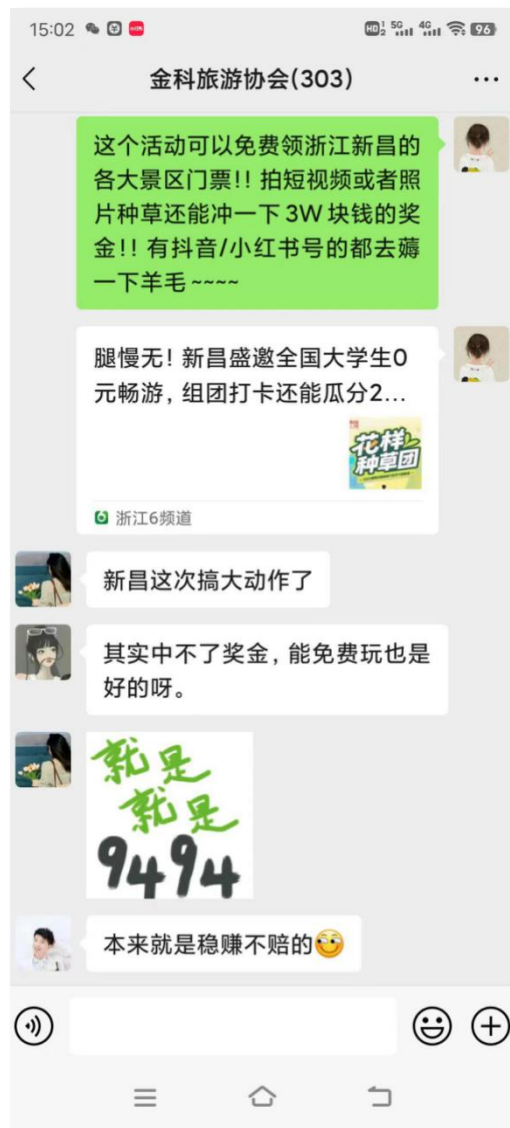 15:02
HD 1 2 5G 4G 96
金科旅游协会(303)
这个活动可以免费领浙江新昌的
各大景区门票!! 拍短视频或者照
片种草还能冲一下3W块钱的奖
金!! 有抖音/小红书号的都去薅
一下羊毛~~~~
腿慢无! 新昌盛邀全国大学生0
元畅游, 组团打卡还能瓜分2...
花样
种草团
浙江6频道
新昌这次搞大动作了
其实中不了奖金, 能免费玩也是
好的呀。
就是
就是
9494
本来就是稳赚不赔的